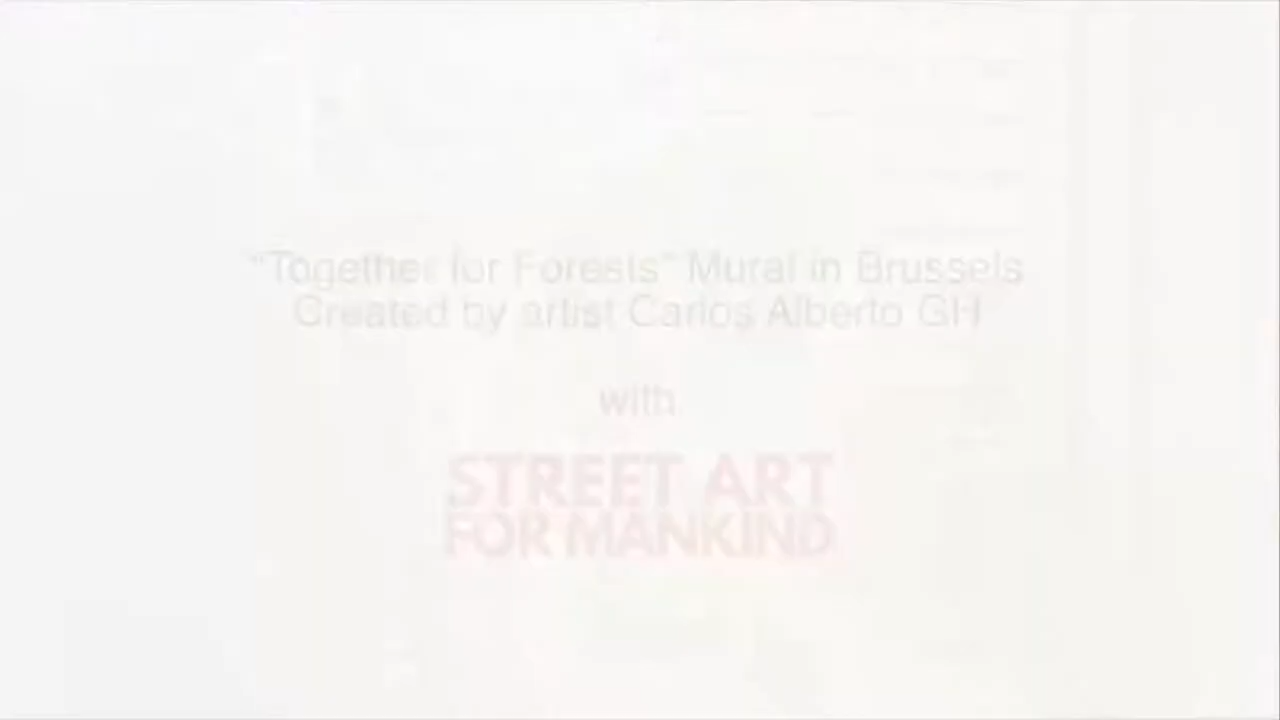 "Together for Forests" Mural in Brussels
Created by artist Carlos Alberto GH
with
STREET ART
FOR MANKIND